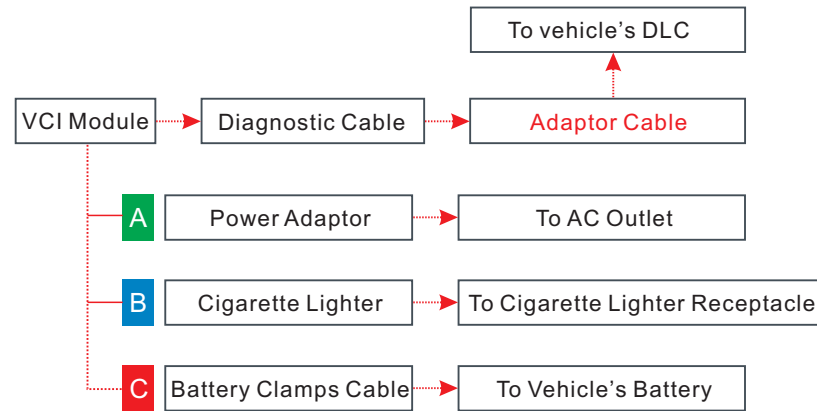 To vehicle's DLC
VCI Module
Diagnostic Cable
Adaptor Cable
A
Power Adaptor
To AC Outlet
B
Cigarette Lighter
To Cigarette Lighter Receptacle
C
Battery Clamps Cable
To Vehicle's Battery